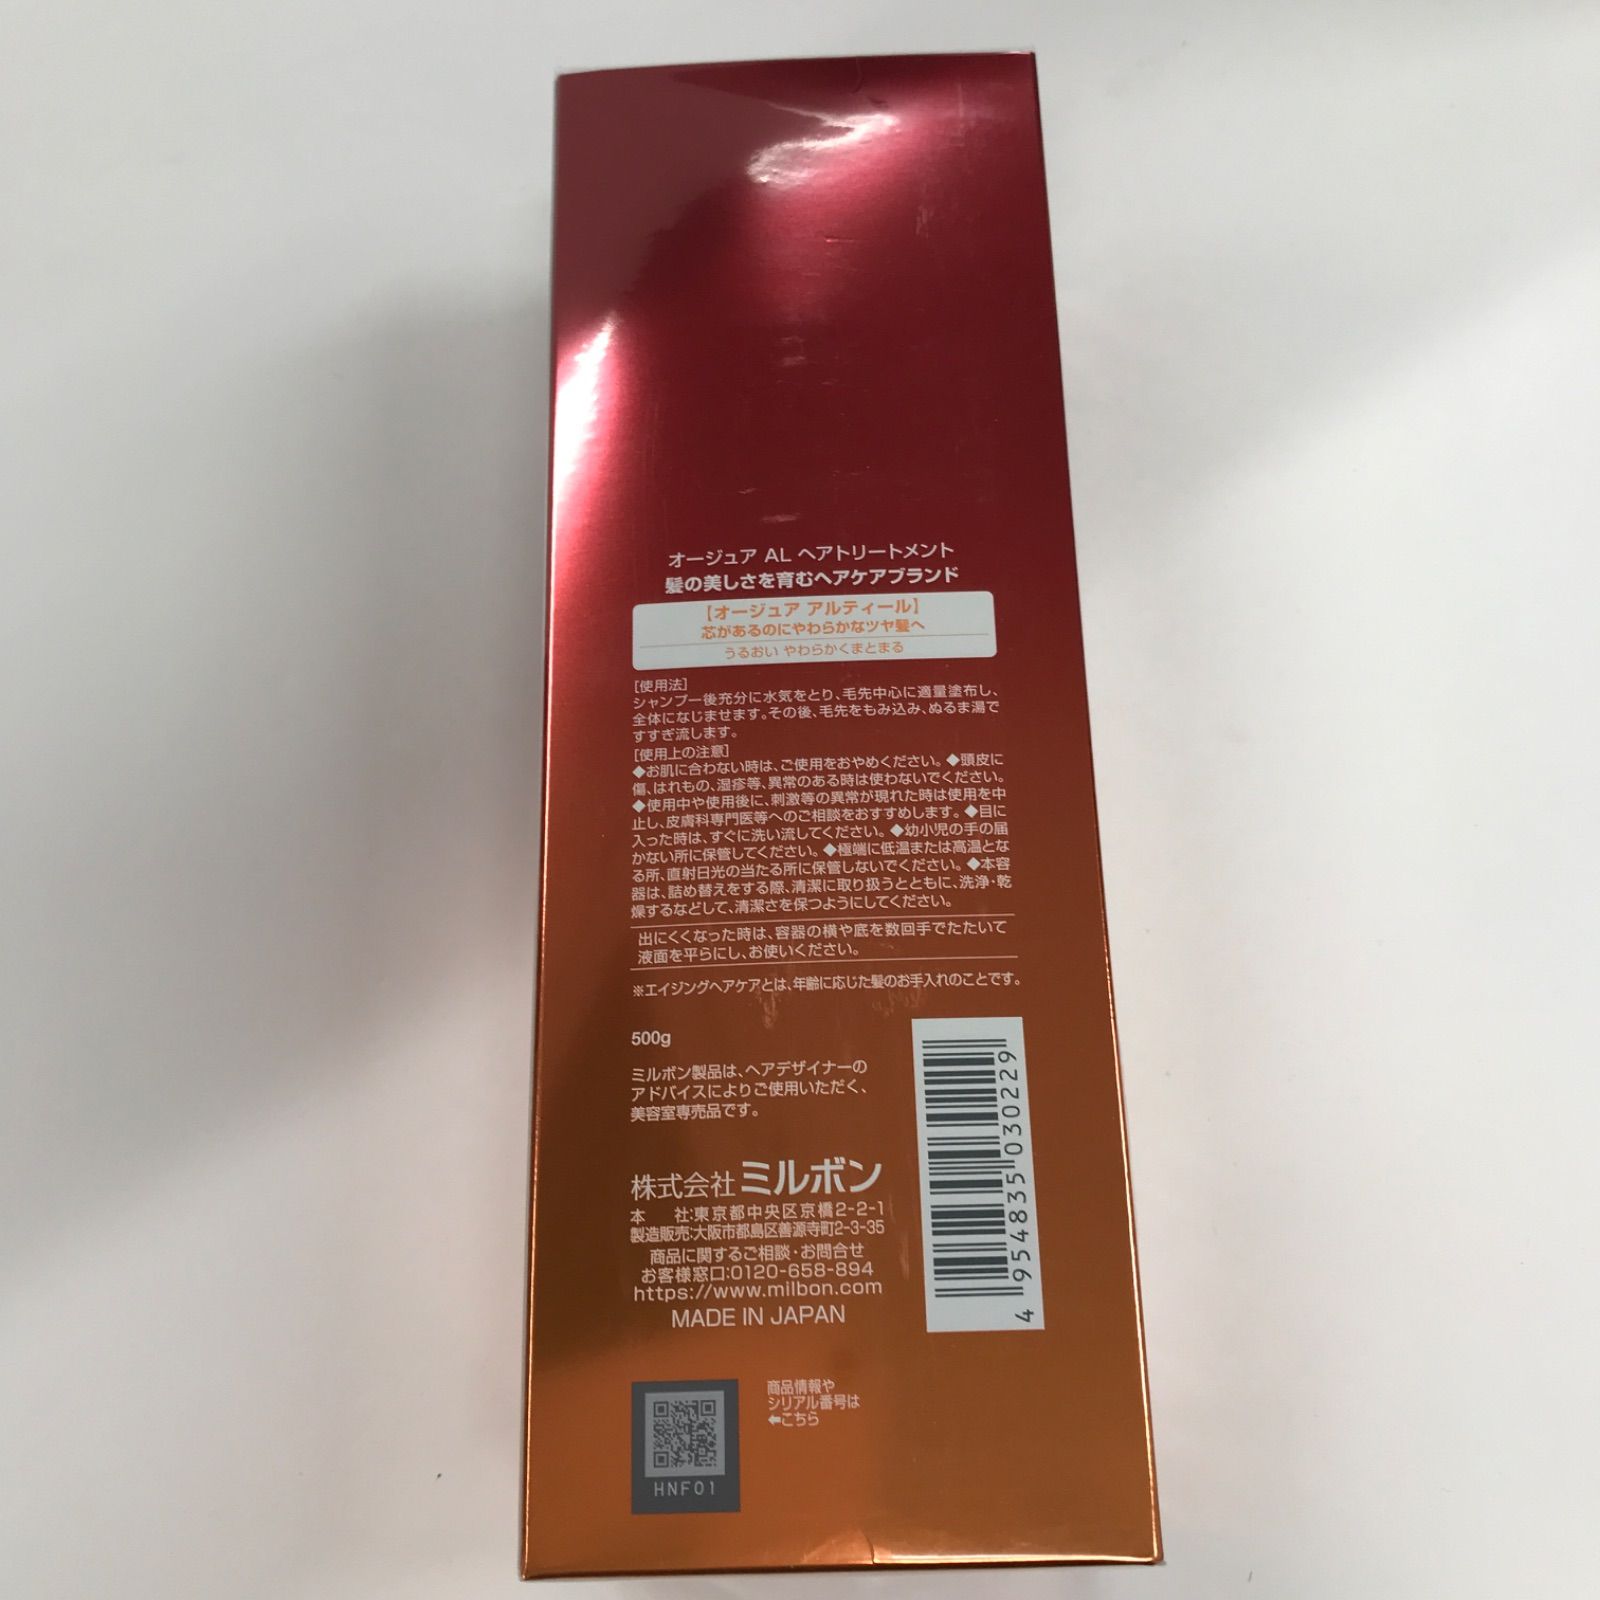 オージュア AL ヘアトリートメント
髪の美しさを育むヘアケアブランド
【オージュア アルティール】
芯があるのにやわらかなツヤ髪へ
うるおい やわらかくまとまる
[使用法]
シャンプー後充分に水気をとり、毛先中心に適量塗布し、
全体になじませます。その後、毛先をもみ込み、ぬるま湯で
すすぎ流します。
[使用上の注意]
◆お肌に合わない時は、ご使用をおやめください。◆頭皮に
傷、はれもの、湿疹等、異常のある時は使わないでください。
◆使用中や使用後に、刺激等の異常が現れた時は使用を中
止し、皮膚科専門医等へのご相談をおすすめします。◆目に
入った時は、すぐに洗い流してください。◆幼小児の手の届
かない所に保管してください。◆極端に低温または高温とな
る所、直射日光の当たる所に保管しないでください。◆本容
器は、詰め替えをする際、清潔に取り扱うとともに、洗浄・乾
燥するなどして、清潔さを保つようにしてください。
出にくくなった時は、容器の横や底を数回手でたたいて
液面を平らにし、お使いください。
※エイジングヘアケアとは、年齢に応じた髪のお手入れのことです。
500g
ミルボン製品は、ヘアデザイナーの
アドバイスによりご使用いただく、
美容室専売品です。
株式会社 ミルボン
本 社:東京都中央区京橋2-2-1
製造販売:大阪市都島区善源寺町2-3-35
商品に関するご相談・お問合せ
お客様窓口:0120-658-894
https://www.milbon.com
MADE IN JAPAN
4 954835 030229
商品情報や
シリアル番号は
⬅こちら
HNF01